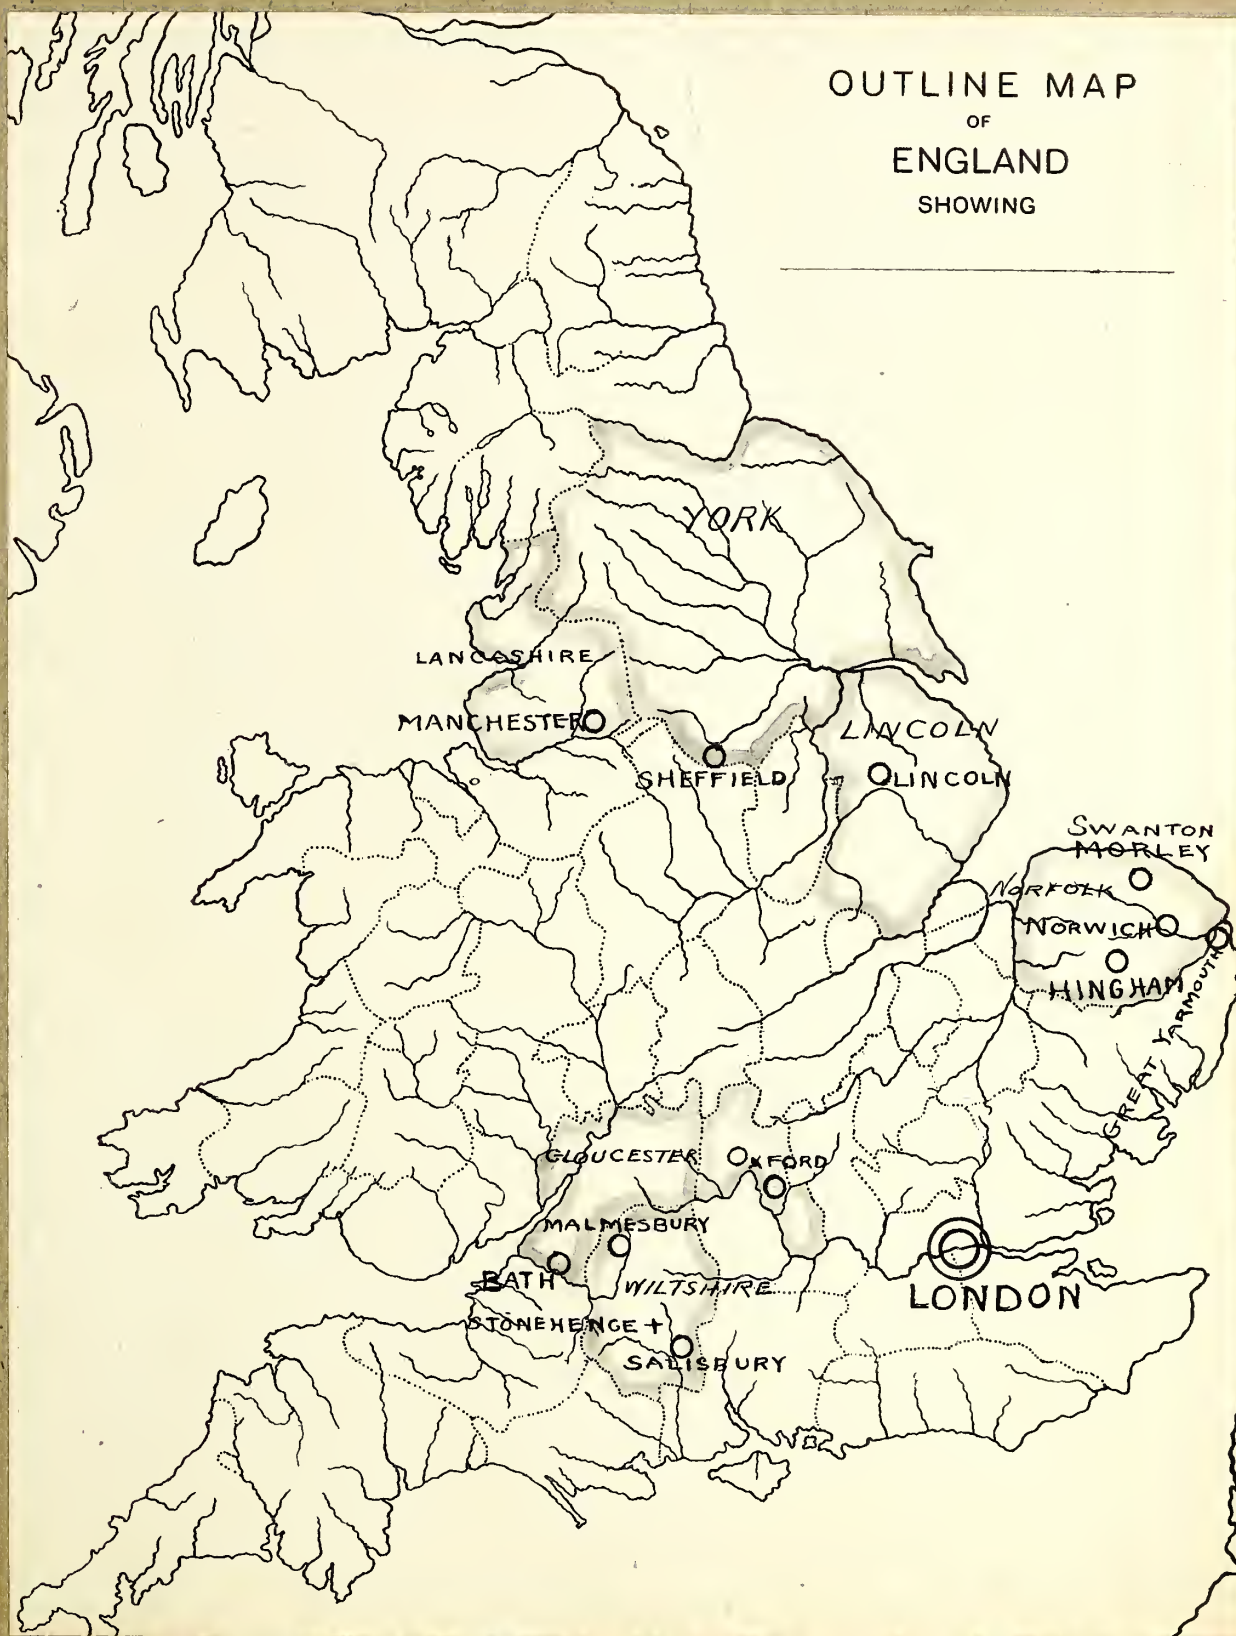 OUTLINE MAP
OF
ENGLAND
SHOWING
YORK
LANCASHIRE
MANCHESTER
LINCOLN
SHEFFIELD
LINCOLN
SWANTON
MORLEY
NORFOLK
NORWICH
HINGHAM
GREAT YARMOUTH
GLOUCESTER
OXFORD
MALMESBURY
BATH
WILTSHIRE
LONDON
STONEHENGE +
SALISBURY